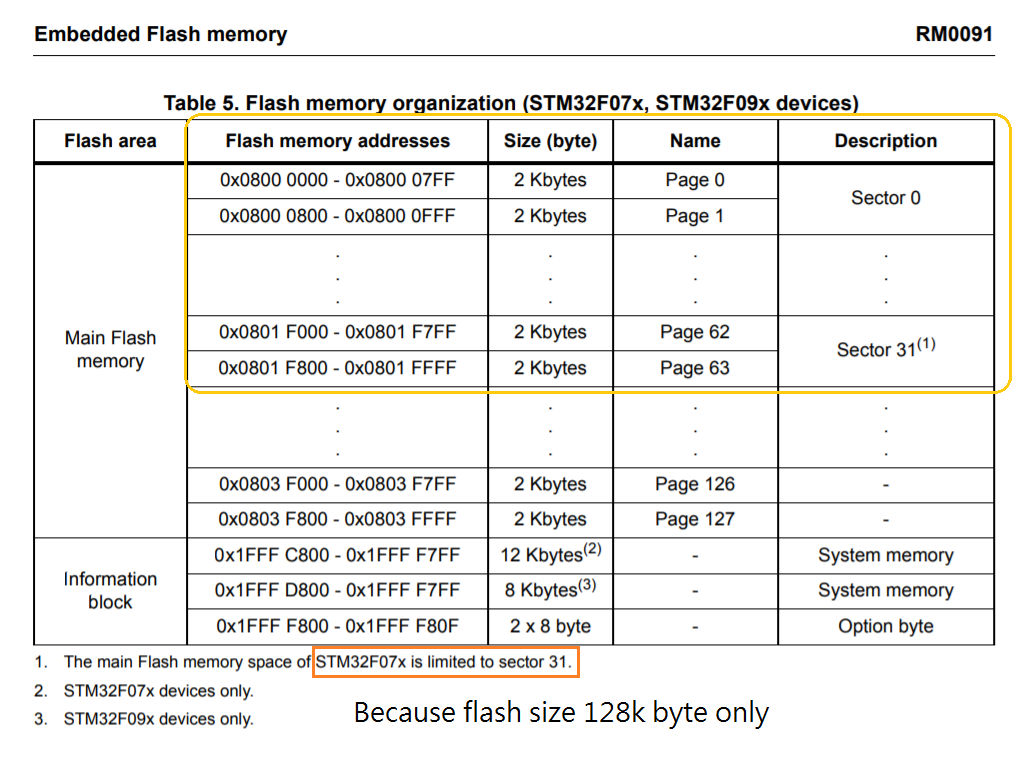 Embedded Flash memory RM0091
Table 5. Flash memory organization (STM32F07x, STM32F09x devices)
Flash area Flash memory addresses Size (byte) Name Description
Main Flash memory
0x0800 0000 - 0x0800 07FF 2 Kbytes Page 0 Sector 0
0x0800 0800 - 0x0800 0FFF 2 Kbytes Page 1
. . . .
. . . .
. . . .
0x0801 F000 - 0x0801 F7FF 2 Kbytes Page 62 Sector 31(1)
0x0801 F800 - 0x0801 FFFF 2 Kbytes Page 63
. . . .
. . . .
. . . .
0x0803 F000 - 0x0803 F7FF 2 Kbytes Page 126 -
0x0803 F800 - 0x0803 FFFF 2 Kbytes Page 127 -
Information block
0x1FFF C800 - 0x1FFF F7FF 12 Kbytes(2) - System memory
0x1FFF D800 - 0x1FFF F7FF 8 Kbytes(3) - System memory
0x1FFF F800 - 0x1FFF F80F 2 x 8 byte - Option byte
1. The main Flash memory space of STM32F07x is limited to sector 31.
2. STM32F07x devices only.
3. STM32F09x devices only.
Because flash size 128k byte only